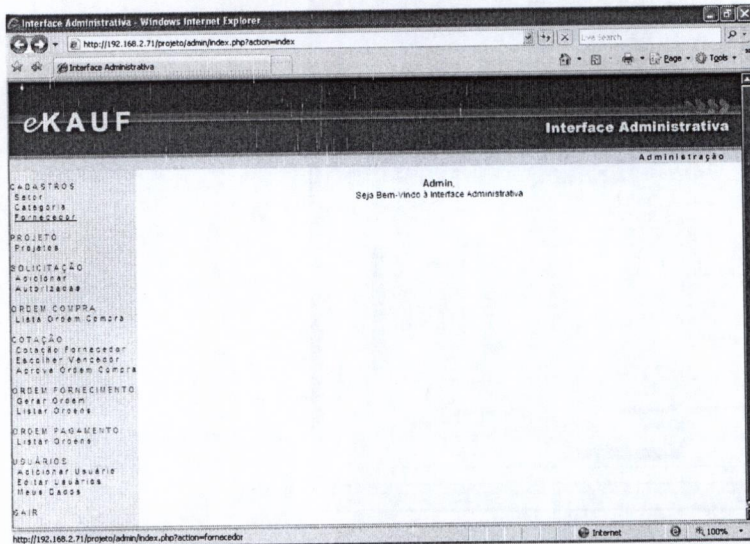 Interface Administrativa - Windows Internet Explorer
http://192.168.2.71/projeto/admin/index.php?action=index
Live Search
Interface Administrativa
Page
Tools
eKAUF
Interface Administrativa
Administração
CADASTROS
Setor
Categoria
Fornecedor
PROJETO
Projetos
SOLICITAÇÃO
Adicionar
Autorizadas
ORDEM COMPRA
Lista Ordem Compra
COTAÇÃO
Cotação Fornecedor
Escolher Vencedor
Aprova Ordem Compra
ORDEM FORNECIMENTO
Gerar Ordem
Listar Ordens
ORDEM PAGAMENTO
Listar Ordens
USUÁRIOS
Adicionar Usuário
Editar Usuários
Meus Dados
SAIR
Admin,
Seja Bem-Vindo à Interface Administrativa
http://192.168.2.71/projeto/admin/index.php?action=fornecedor
Internet
100%